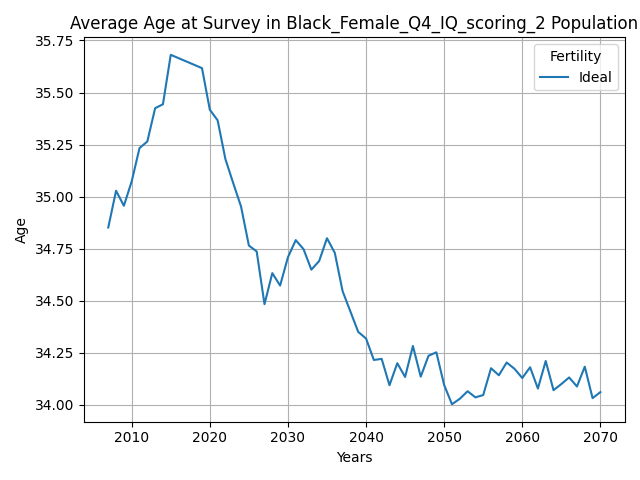 Average Age at Survey in Black_Female_Q4_IQ_scoring_2 Population
Fertility
Ideal
35.75
35.50
35.25
35.00
34.75
34.50
34.25
34.00
Age
2010 2020 2030 2040 2050 2060 2070
Years